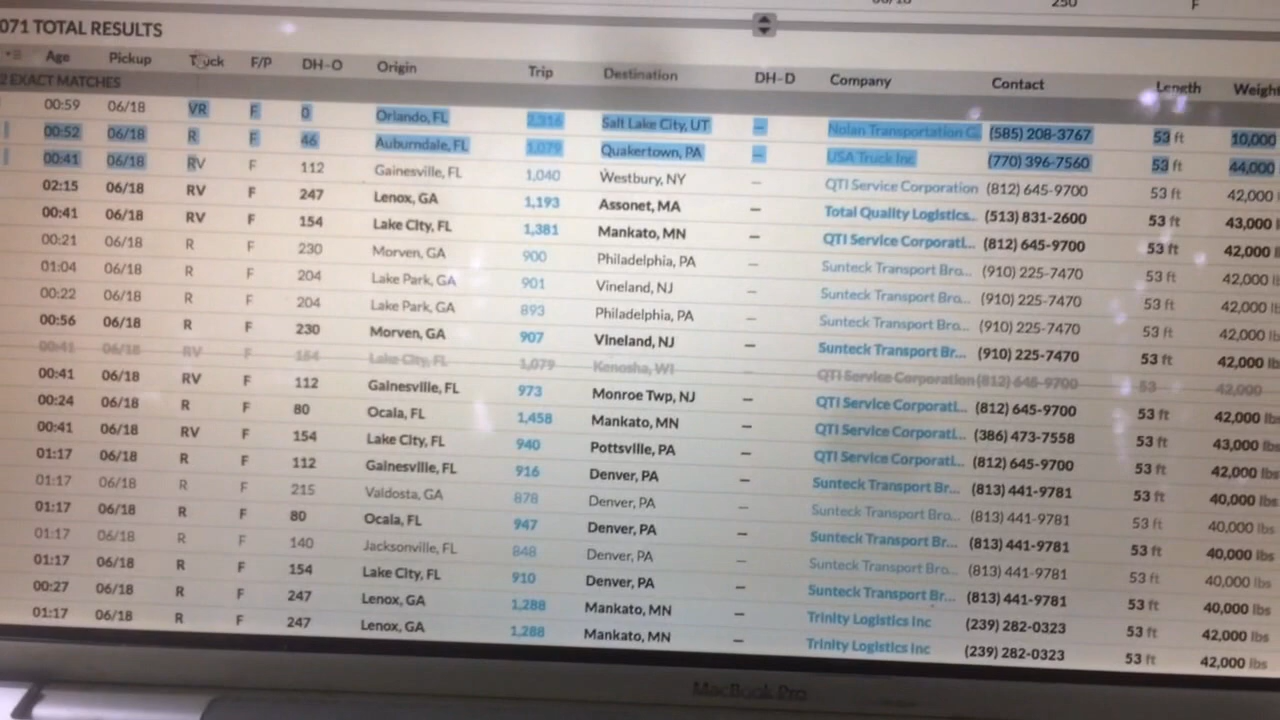 250 F
071 TOTAL RESULTS
Age Pickup Truck F/P DH-O Origin Trip Destination DH-D Company Contact Length Weight
EXACT MATCHES
00:59 06/18 VR F 0 Orlando, FL 2,316 Salt Lake City, UT – Nolan Transportation G.. (585) 208-3767 53 ft 10,000
00:52 06/18 R F 46 Auburndale, FL 1,079 Quakertown, PA – USA Truck Inc (770) 396-7560 53 ft 44,000
00:41 06/18 RV F 112 Gainesville, FL 1,040 Westbury, NY – QTI Service Corporation (812) 645-9700 53 ft 42,000
02:15 06/18 RV F 247 Lenox, GA 1,193 Assonet, MA – Total Quality Logistics.. (513) 831-2600 53 ft 43,000
00:41 06/18 RV F 154 Lake City, FL 1,381 Mankato, MN – QTI Service Corporati... (812) 645-9700 53 ft 42,000 l
00:21 06/18 R F 230 Morven, GA 900 Philadelphia, PA – Sunteck Transport Bro... (910) 225-7470 53 ft 42,000 l
01:04 06/18 R F 204 Lake Park, GA 901 Vineland, NJ – Sunteck Transport Bro... (910) 225-7470 53 ft 42,000 lb
00:22 06/18 R F 204 Lake Park, GA 893 Philadelphia, PA – Sunteck Transport Bro... (910) 225-7470 53 ft 42,000 lb
00:56 06/18 R F 230 Morven, GA 907 Vineland, NJ – Sunteck Transport Br... (910) 225-7470 53 ft 42,000 lb
00:41 06/18 RV F 154 Lake City, FL 1,079 Kenosha, WI – QTI Service Corporation (812) 645-9700 53 42,000
00:41 06/18 RV F 112 Gainesville, FL 973 Monroe Twp, NJ – QTI Service Corporati... (812) 645-9700 53 ft 42,000 lbs
00:24 06/18 R F 80 Ocala, FL 1,458 Mankato, MN – QTI Service Corporati... (386) 473-7558 53 ft 43,000 lbs
00:41 06/18 RV F 154 Lake City, FL 940 Pottsville, PA – QTI Service Corporati... (812) 645-9700 53 ft 42,000 lbs
01:17 06/18 R F 112 Gainesville, FL 916 Denver, PA – Sunteck Transport Br... (813) 441-9781 53 ft 40,000 lbs
01:17 06/18 R F 215 Valdosta, GA 878 Denver, PA – Sunteck Transport Bro... (813) 441-9781 53 ft 40,000 lbs
01:17 06/18 R F 80 Ocala, FL 947 Denver, PA – Sunteck Transport Br... (813) 441-9781 53 ft 40,000 lbs
01:17 06/18 R F 140 Jacksonville, FL 848 Denver, PA – Sunteck Transport Bro... (813) 441-9781 53 ft 40,000 lbs
01:17 06/18 R F 154 Lake City, FL 910 Denver, PA – Sunteck Transport Br... (813) 441-9781 53 ft 40,000 lbs
00:27 06/18 R F 247 Lenox, GA 1,288 Mankato, MN – Trinity Logistics Inc (239) 282-0323 53 ft 42,000 lbs
01:17 06/18 R F 247 Lenox, GA 1,288 Mankato, MN – Trinity Logistics Inc (239) 282-0323 53 ft 42,000 lbs
MacBook Pro